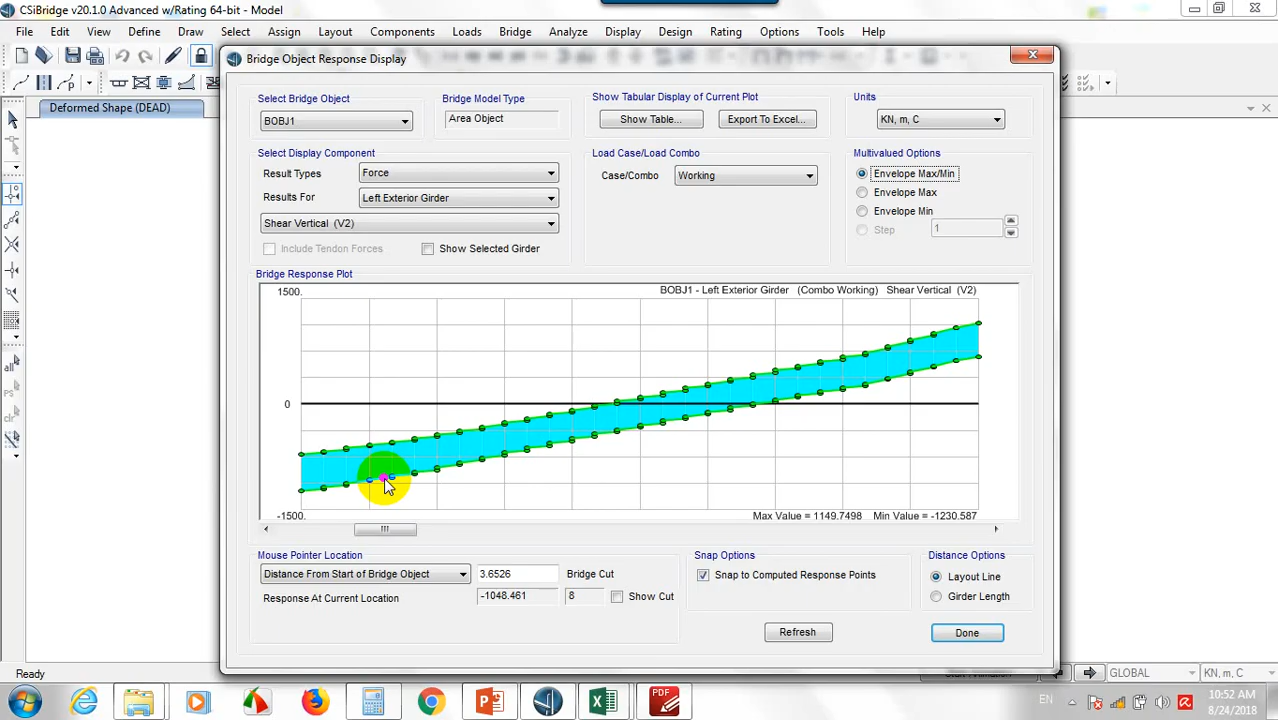 CSiBridge v20.1.0 Advanced w/Rating 64-bit - Model
File Edit View Define Draw Select Assign Layout Components Loads Bridge Analyze Display Design Rating Options Tools Help
Bridge Object Response Display
Deformed Shape (DEAD)
Select Bridge Object
BOBJ1
Bridge Model Type
Area Object
Show Tabular Display of Current Plot
Show Table...
Export To Excel...
Units
KN, m, C
Select Display Component
Result Types
Force
Results For
Left Exterior Girder
Shear Vertical (V2)
Include Tendon Forces
Show Selected Girder
Load Case/Load Combo
Case/Combo
Working
Multivalued Options
Envelope Max/Min
Envelope Max
Envelope Min
Step
1
Bridge Response Plot
1500.
BOBJ1 - Left Exterior Girder (Combo Working) Shear Vertical (V2)
0
-1500.
Max Value = 1149.7498 Min Value = -1230.587
Mouse Pointer Location
Distance From Start of Bridge Object
3.6526
Bridge Cut
Response At Current Location
-1048.461
8
Show Cut
Snap Options
Snap to Computed Response Points
Distance Options
Layout Line
Girder Length
Refresh
Done
Ready
GLOBAL
KN, m, C
PDF
EN
10:52 AM
8/24/2018